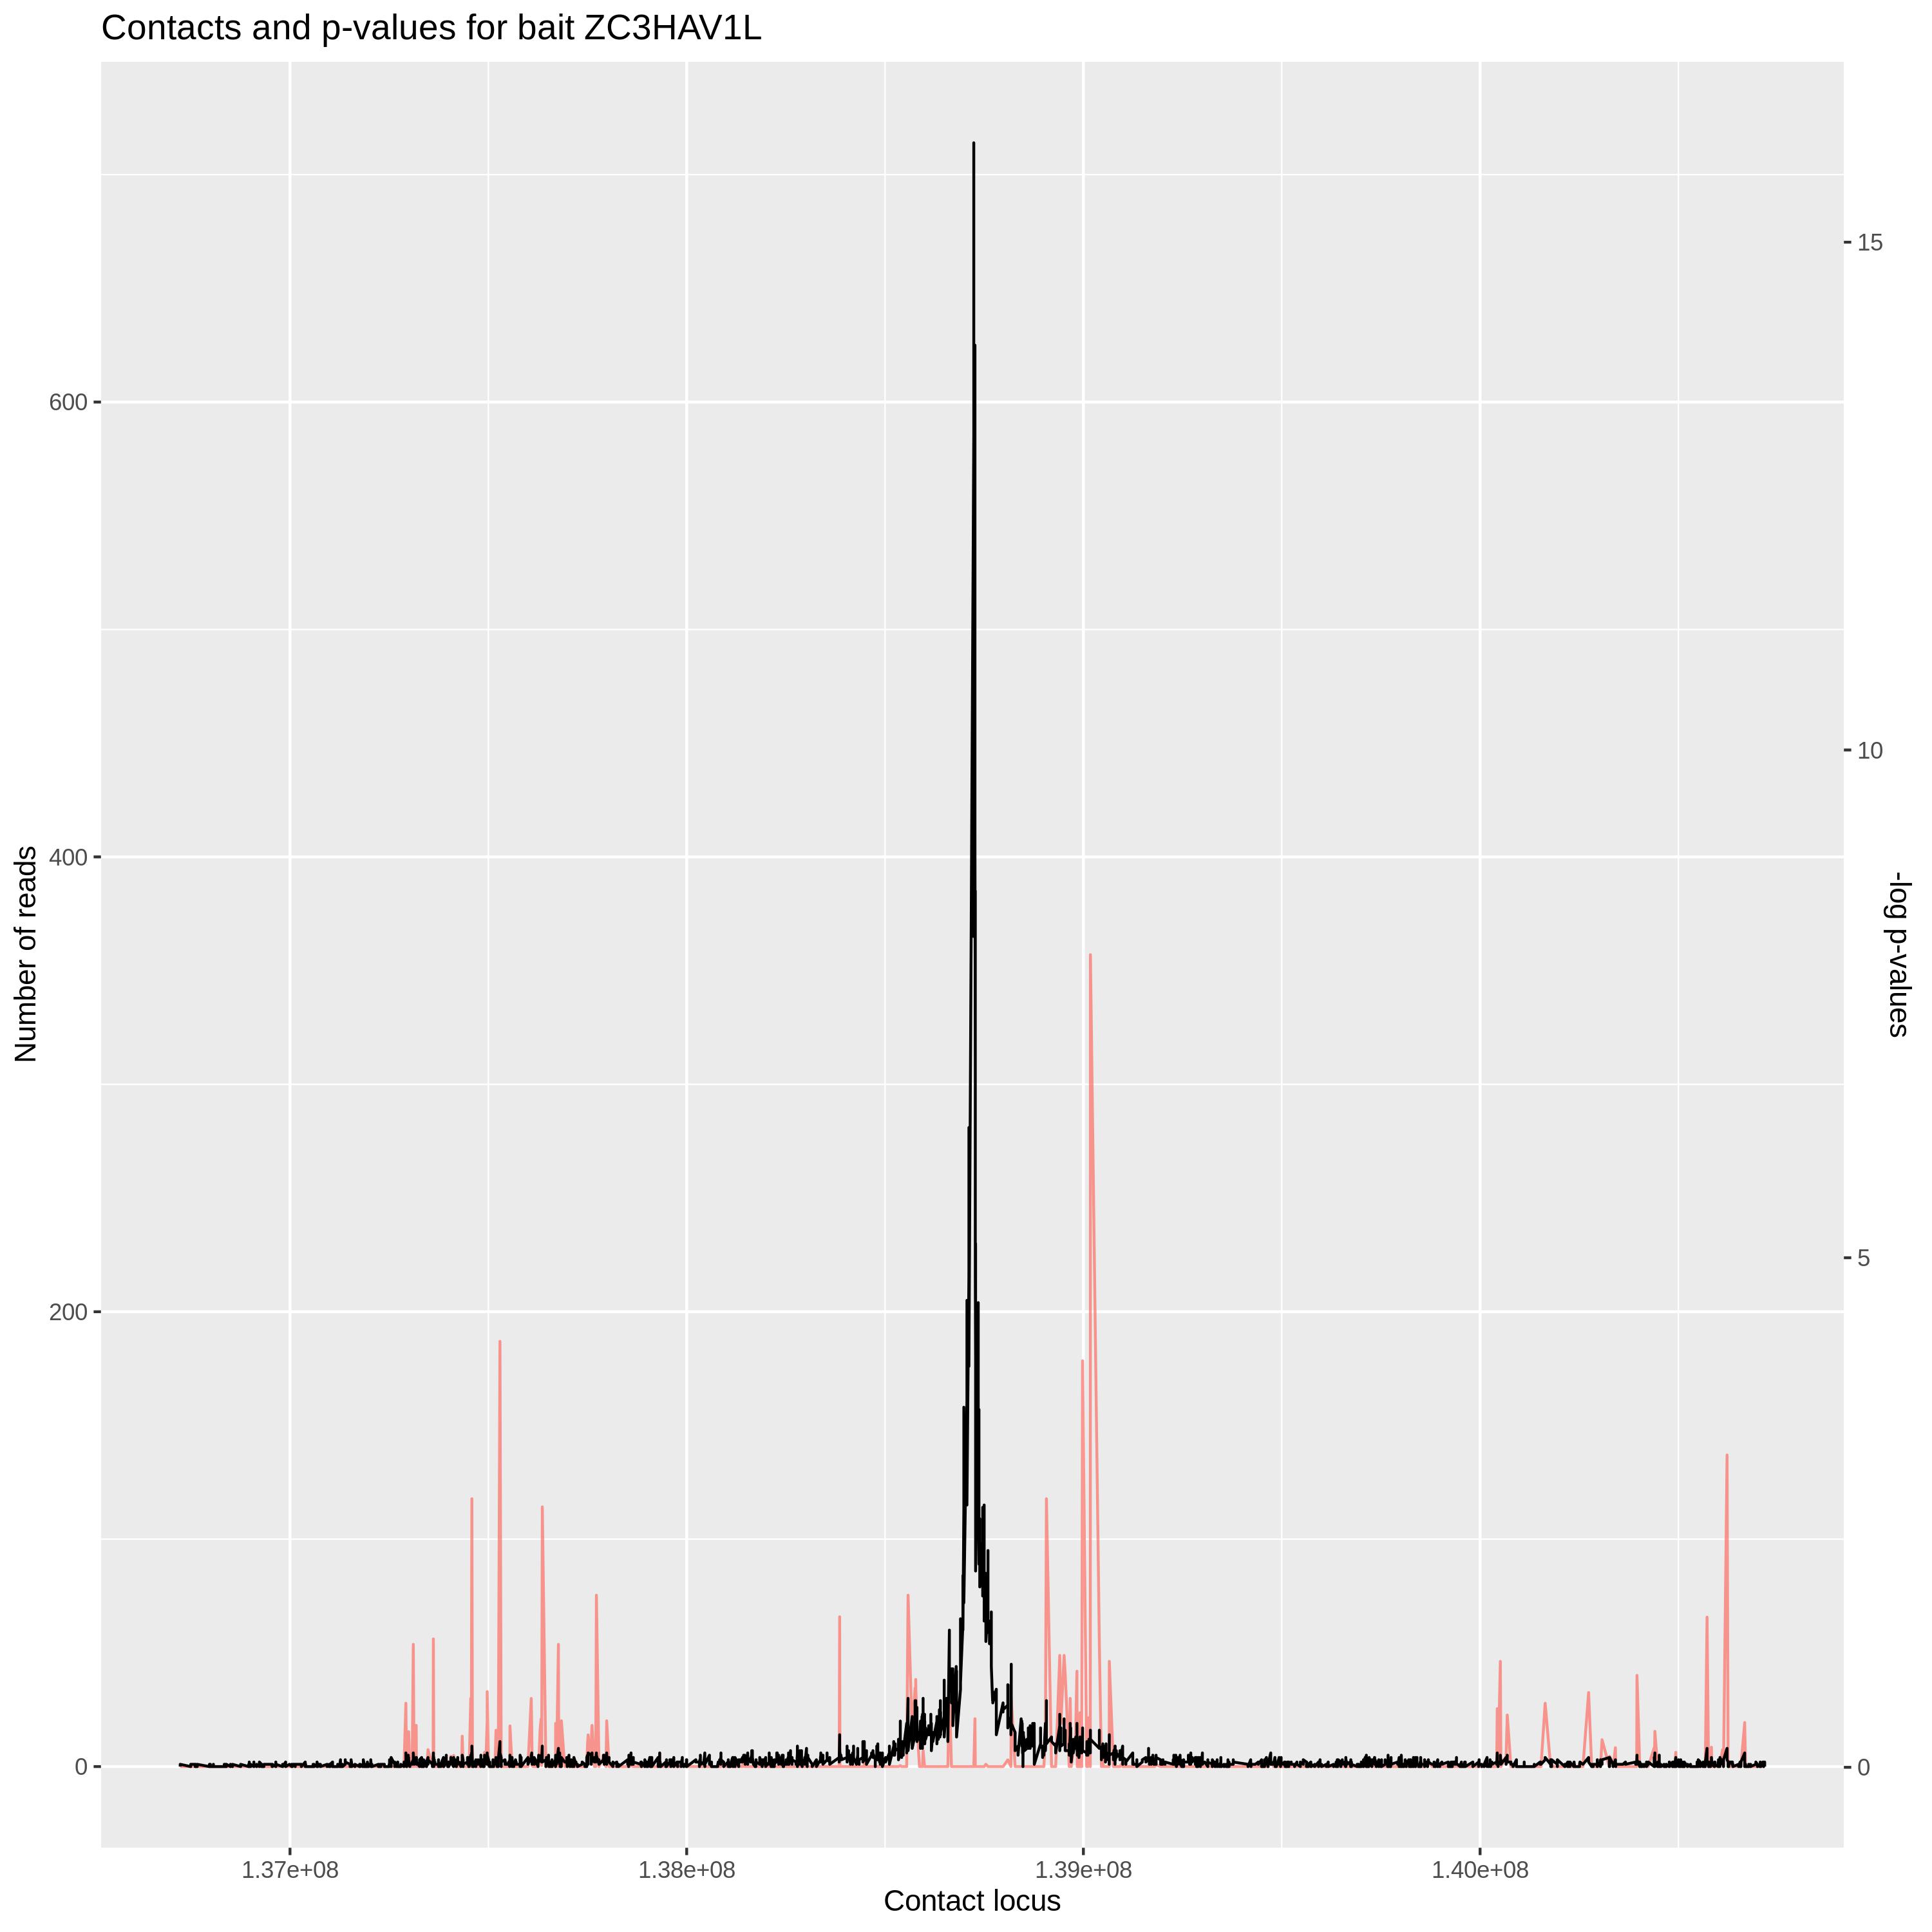 Contacts and p-values for bait ZC3HAV1L
600
400
200
0
Number of reads
15
10
5
0
-log p-values
1.37e+08
1.38e+08
1.39e+08
1.40e+08
Contact locus